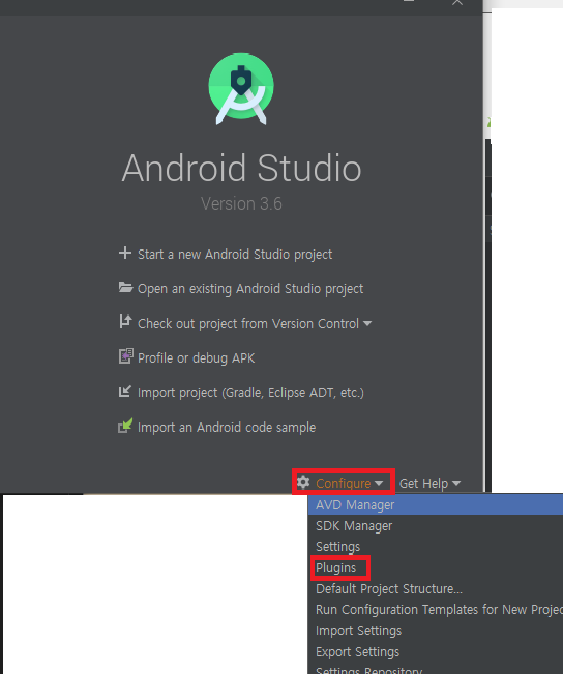 Android Studio
Version 3.6
Start a new Android Studio project
Open an existing Android Studio project
Check out project from Version Control
Profile or debug APK
Import project (Gradle, Eclipse ADT, etc.)
Import an Android code sample
Configure
Get Help
AVD Manager
SDK Manager
Settings
Plugins
Default Project Structure...
Run Configuration Templates for New Projec
Import Settings
Export Settings
Settings Repository